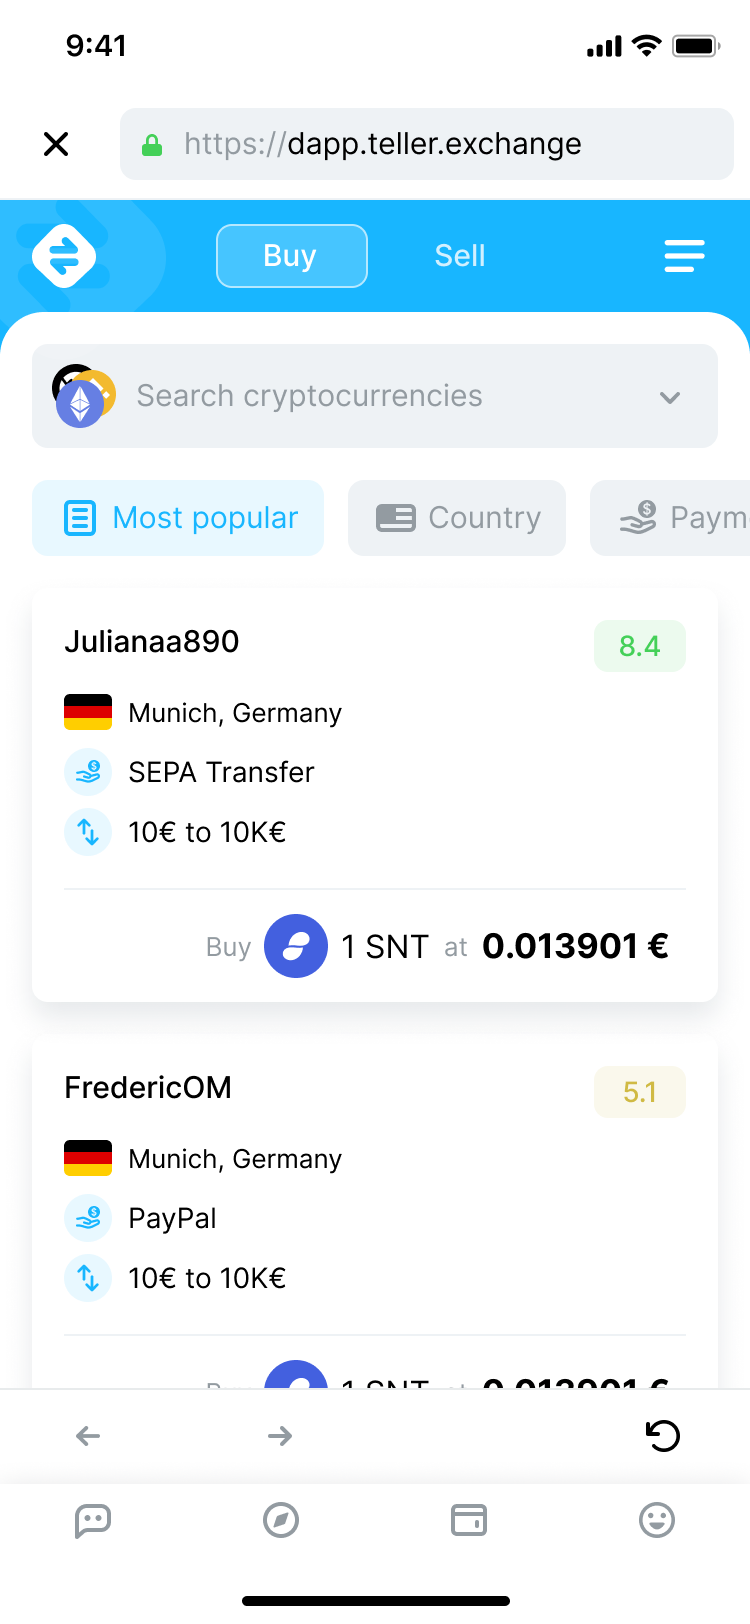 9:41
https://dapp.teller.exchange
Buy Sell
Search cryptocurrencies
Most popular Country Paym
Julianaa890 8.4
Munich, Germany
SEPA Transfer
10€ to 10K€
Buy 1 SNT at 0.013901 €
FredericOM 5.1
Munich, Germany
PayPal
10€ to 10K€
Buy 1 SNT at 0.013901 €